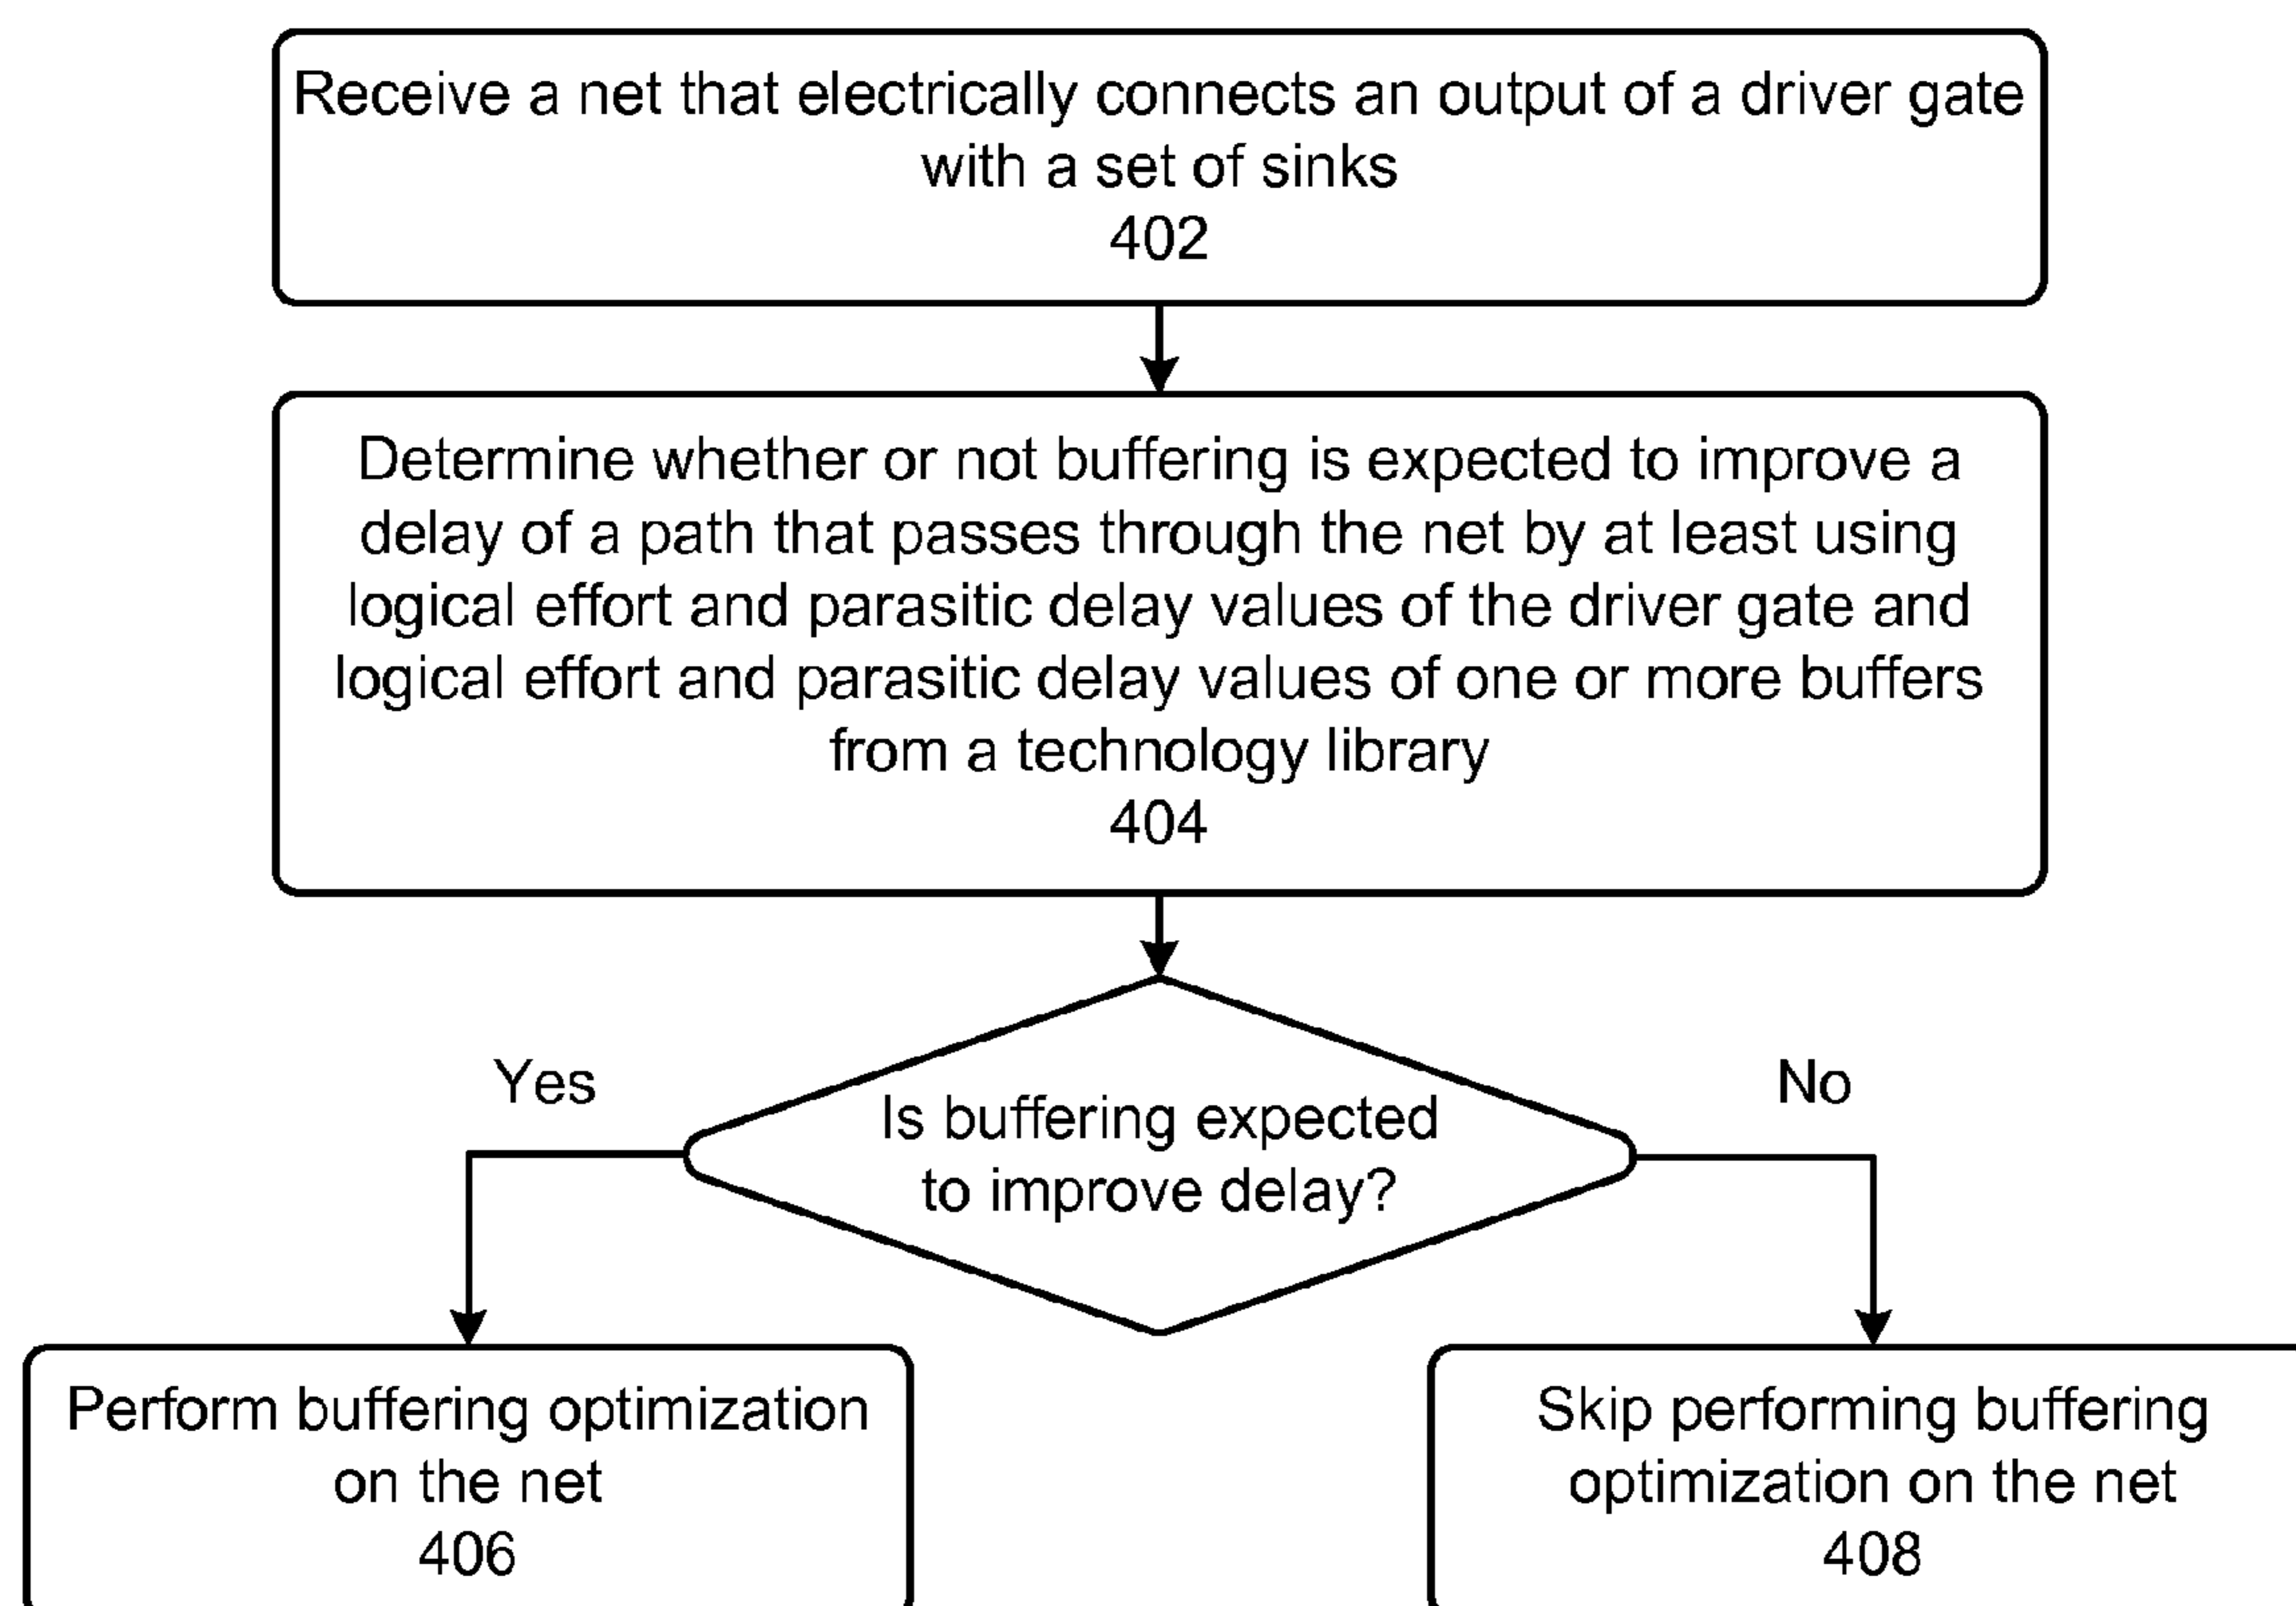 Receive a net that electrically connects an output of a driver gate
with a set of sinks
402
Determine whether or not buffering is expected to improve a
delay of a path that passes through the net by at least using
logical effort and parasitic delay values of the driver gate and
logical effort and parasitic delay values of one or more buffers
from a technology library
404
Is buffering expected
to improve delay?
Yes
No
Perform buffering optimization
on the net
406
Skip performing buffering
optimization on the net
408